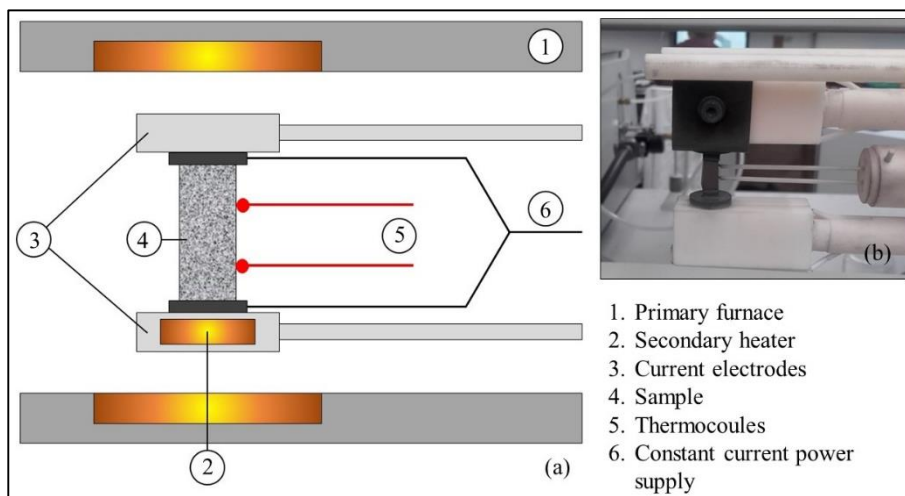 1
3
4
5
6
2
(a)
(b)
1. Primary furnace
2. Secondary heater
3. Current electrodes
4. Sample
5. Thermocoules
6. Constant current power
supply